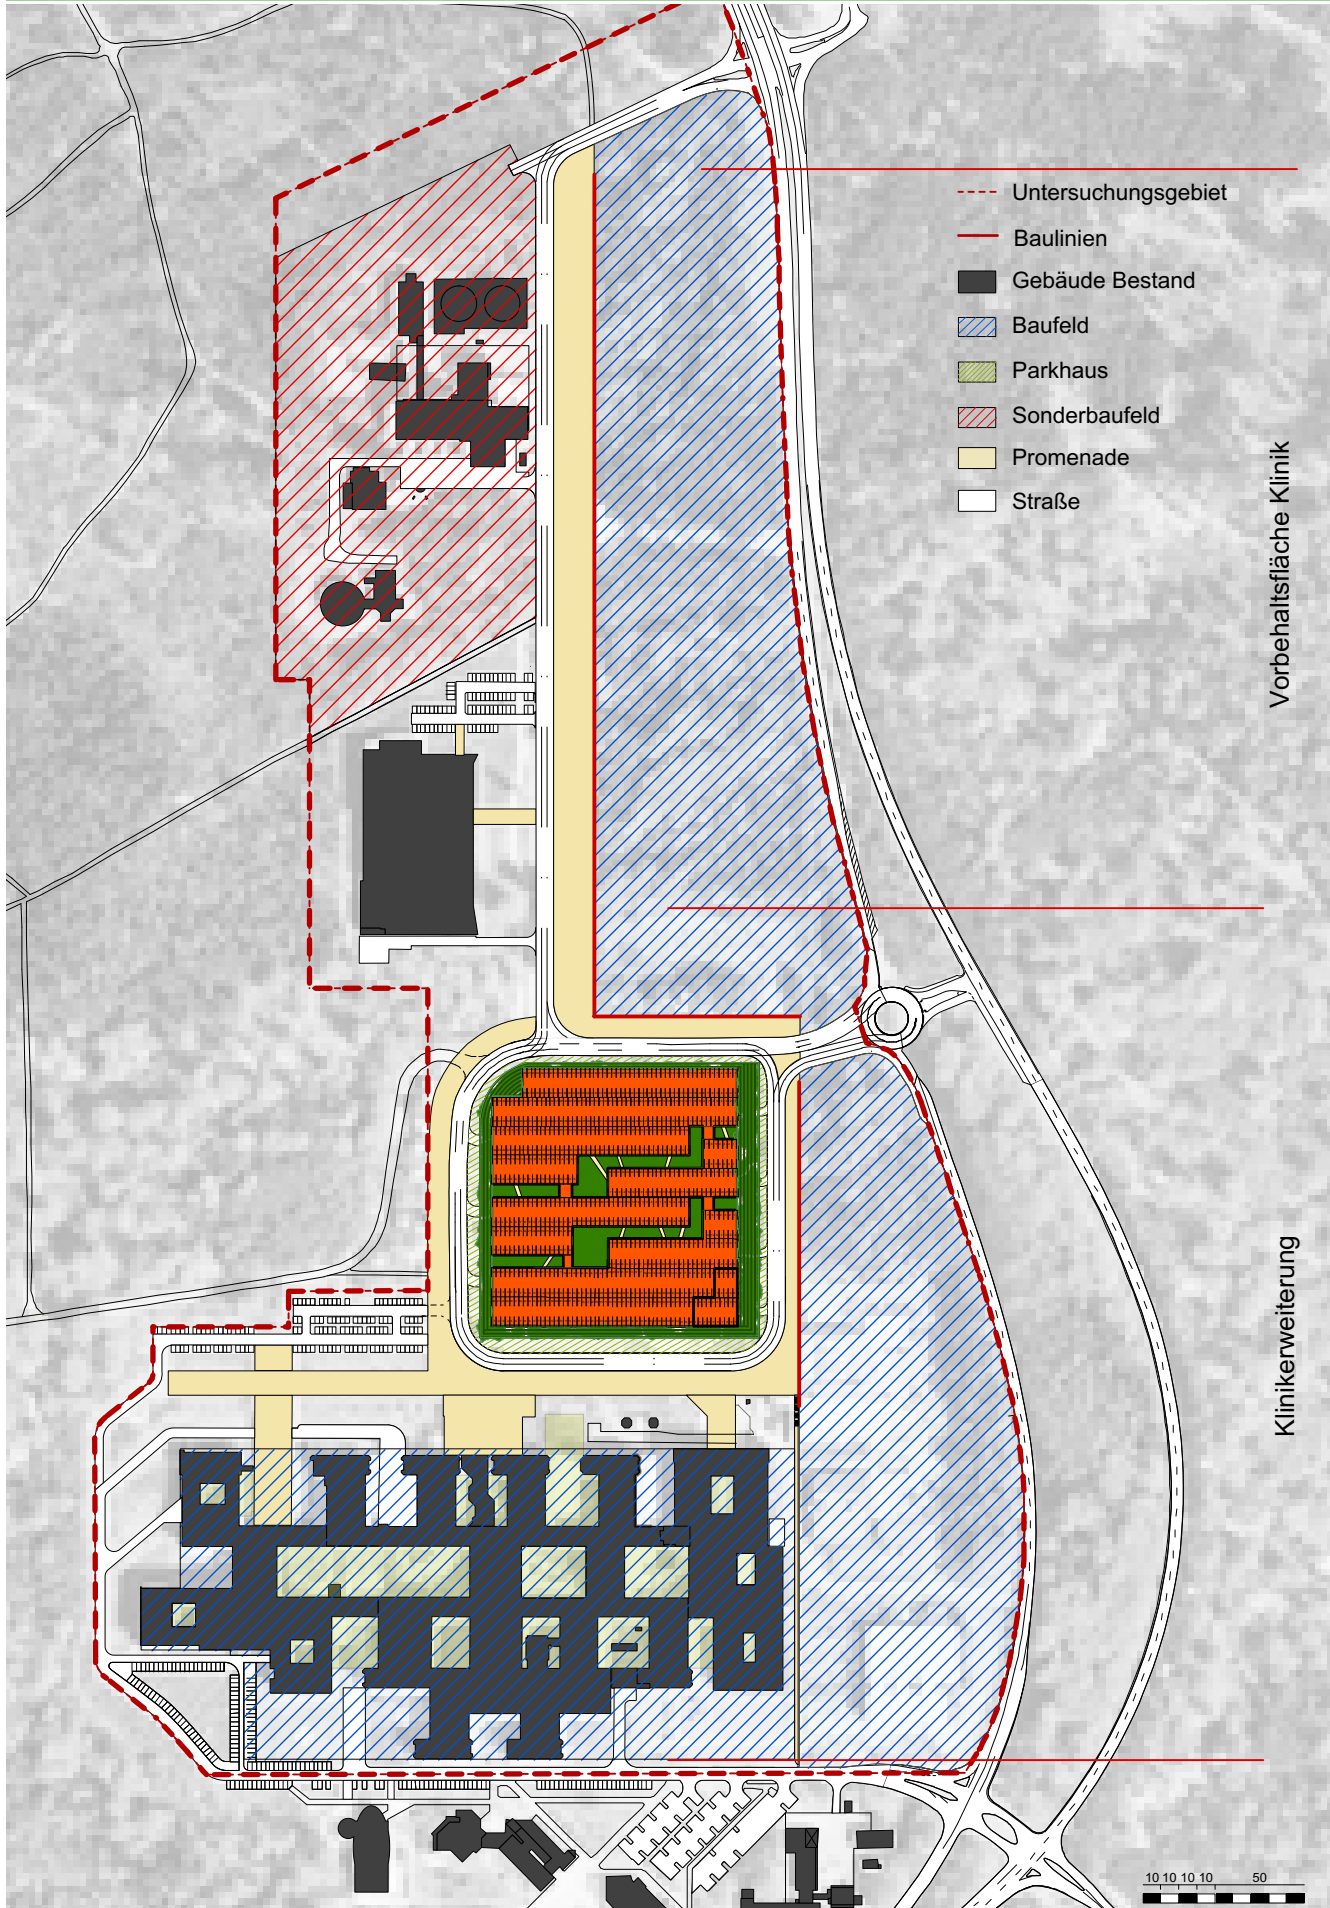 Untersuchungsgebiet
Baulinien
Gebäude Bestand
Baufeld
Parkhaus
Sonderbaufeld
Promenade
Straße
Vorbehaltsfläche Klinik
Klinikerweiterung
10 10 10 10 50